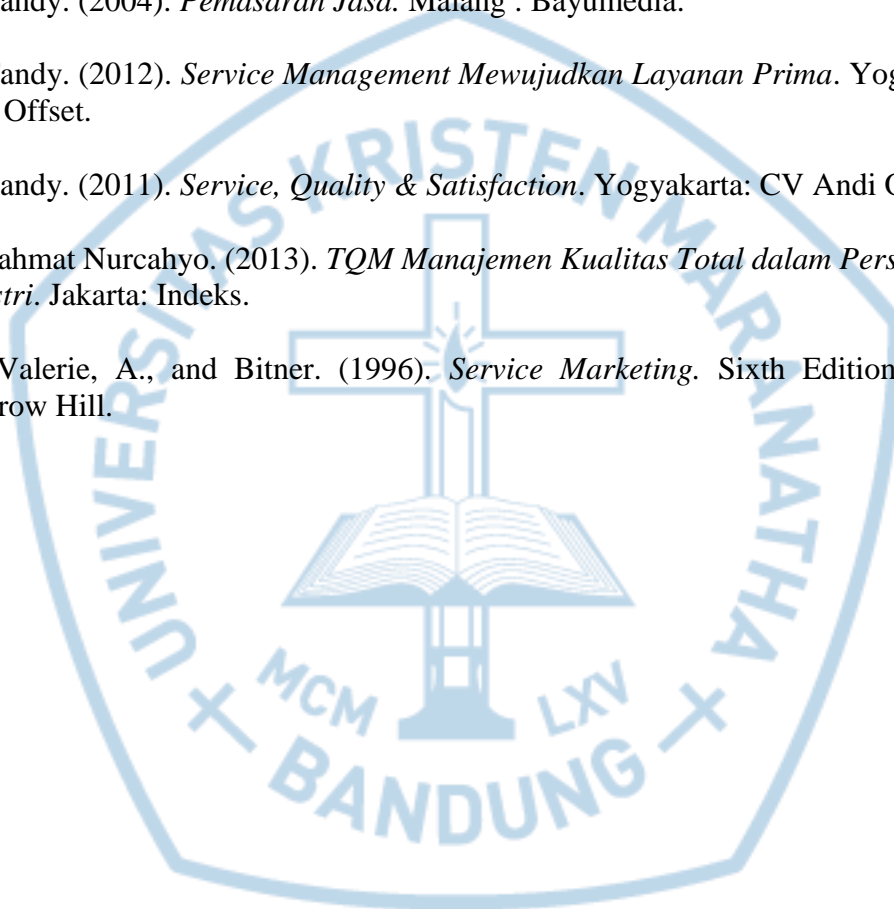 andy. (2004). Pemasaran Jasa. Malang : Bayumedia.
andy. (2012). Service Management Mewujudkan Layanan Prima. Yog
Offset.
andy. (2011). Service, Quality & Satisfaction. Yogyakarta: CV Andi O
ahmat Nurcahyo. (2013). TQM Manajemen Kualitas Total dalam Pers
stri. Jakarta: Indeks.
Valerie, A., and Bitner. (1996). Service Marketing. Sixth Edition
row Hill.
UNIVERSITAS KRISTEN MARANATHA
MCM LXV
BANDUNG